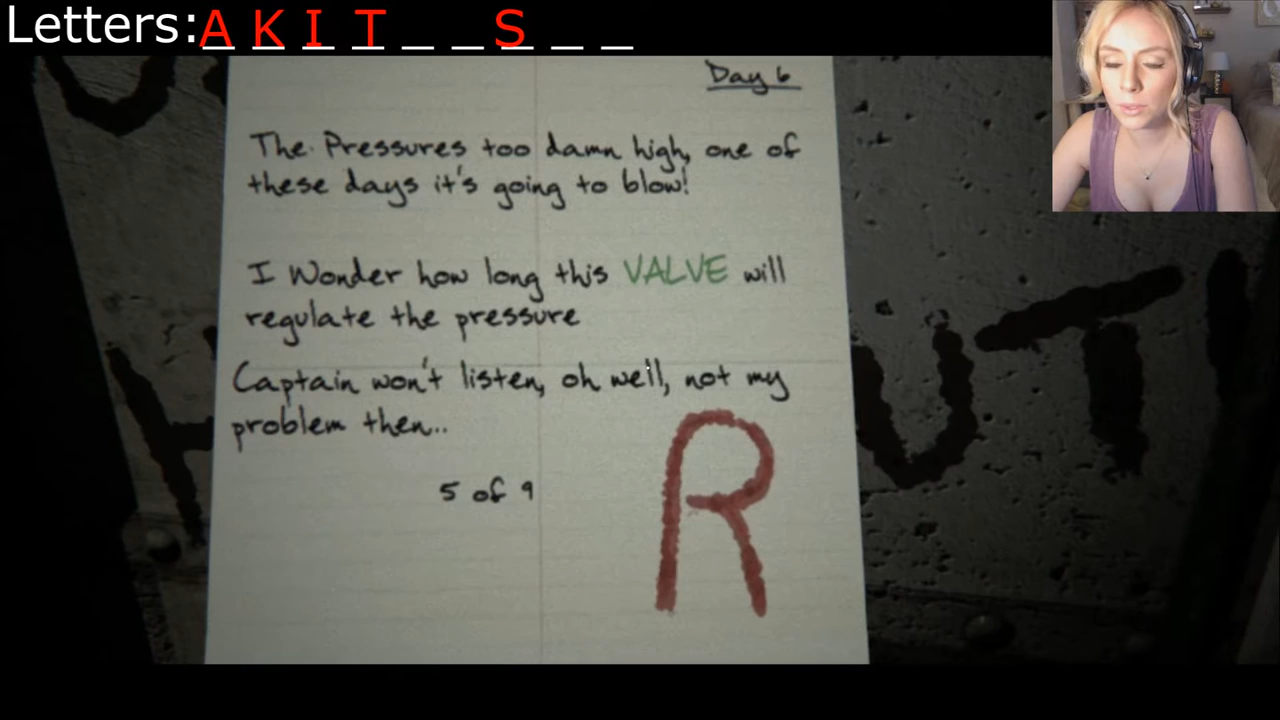 Letters: A K I T _ _ S _ _
Day 6
The Pressures too damn high, one of
these days it's going to blow!
I Wonder how long this VALVE will
regulate the pressure
Captain won't listen, oh well, not my
problem then..
5 of 9
R
UT